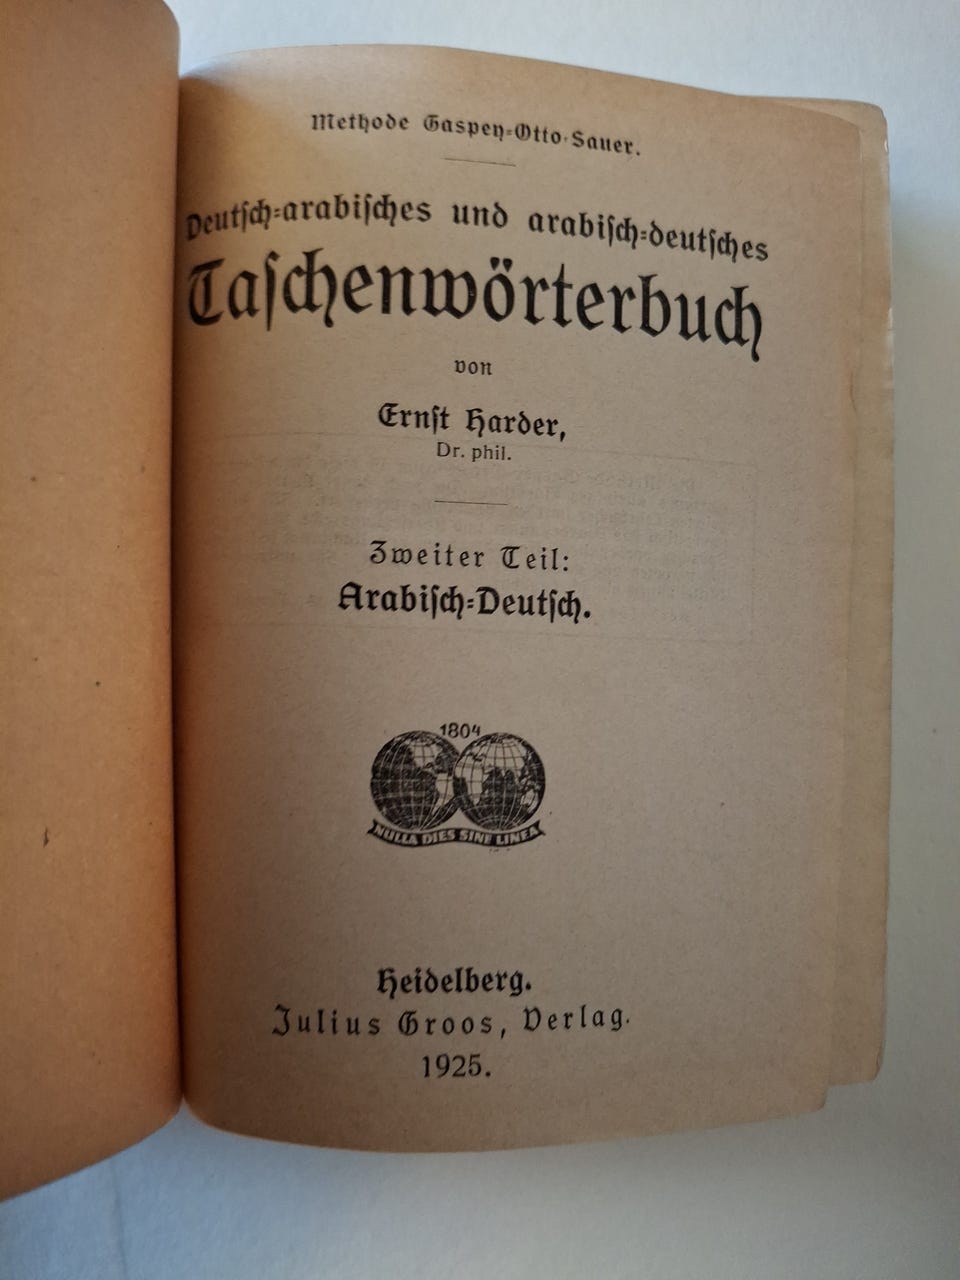 Methode Gaspey-Otto-Sauer.
Deutſch-arabiſches und arabiſch-deutſches
Taſchenwörterbuch
von
Ernſt Harder,
Dr. phil.
Zweiter Teil:
Arabiſch-Deutſch.
1804
NULLA DIES SINE LINEA
Heidelberg.
Julius Groos, Verlag.
1925.